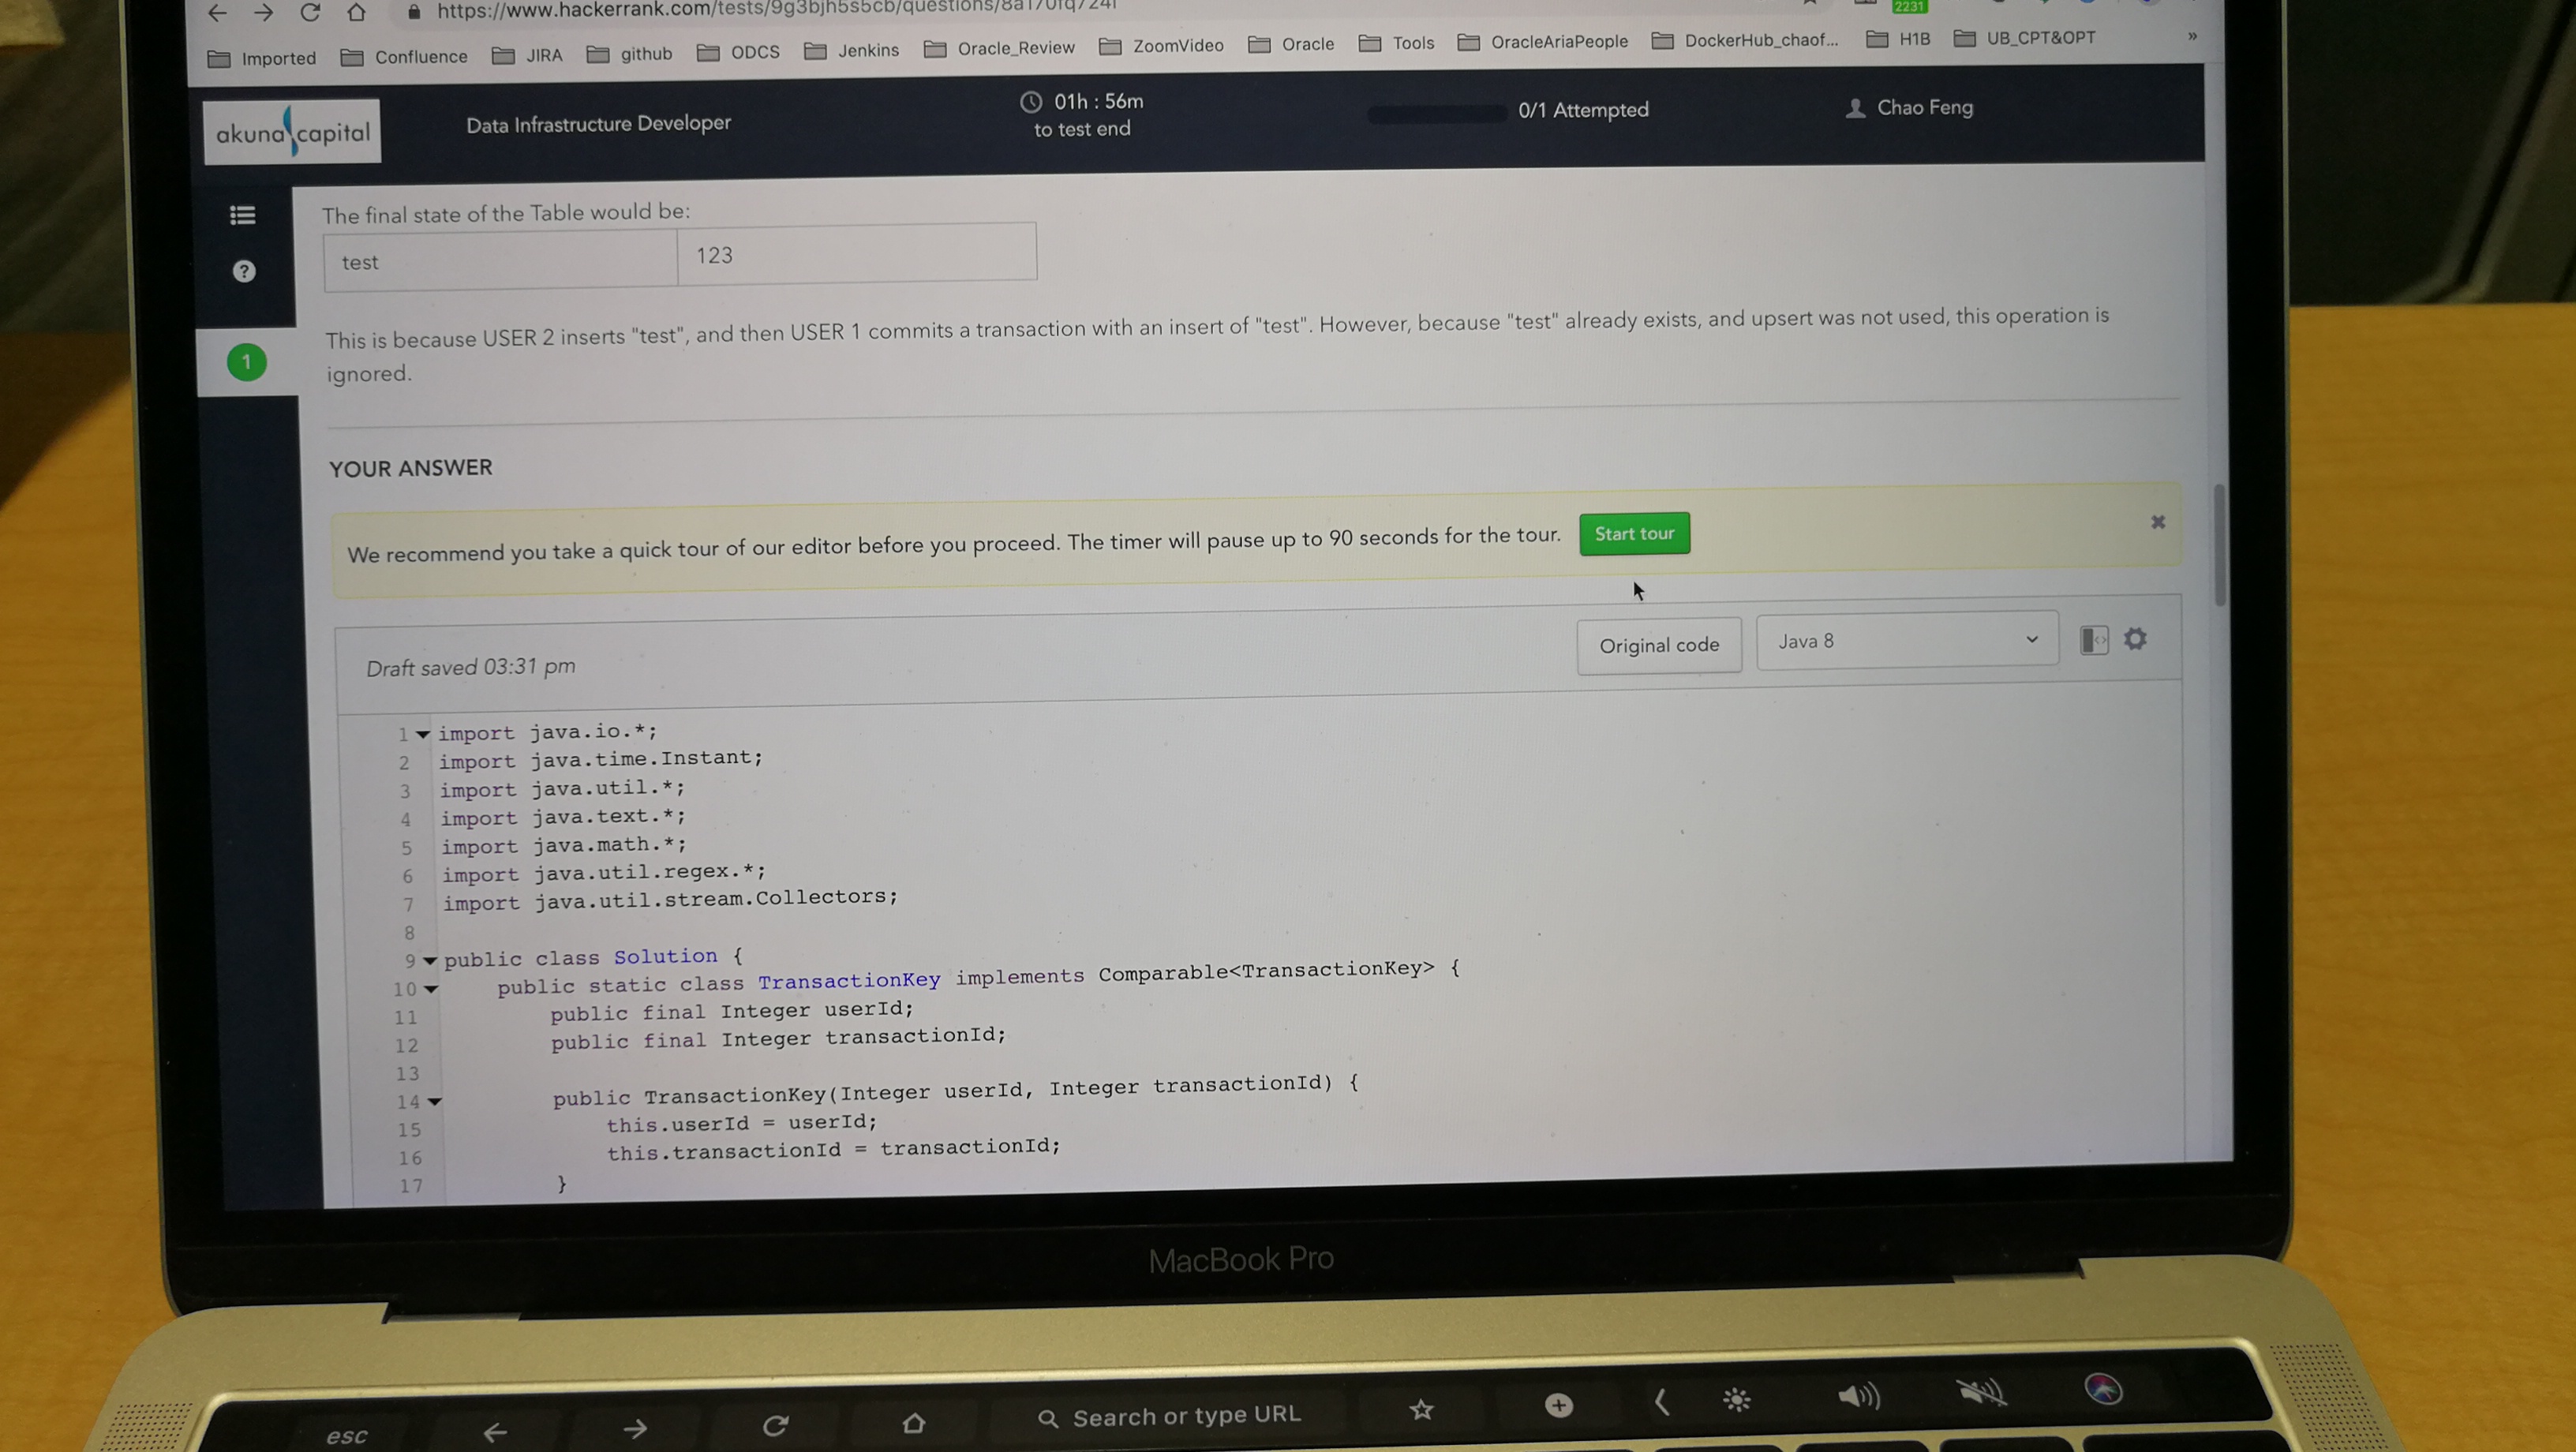 https://www.hackerrank.com/tests/9g3bjh5s5cb/questions/
2231
Imported Confluence JIRA github ODCS Jenkins Oracle_Review ZoomVideo Oracle Tools OracleAriaPeople DockerHub_chaof... H1B UB_CPT&OPT »
akuna capital
Data Infrastructure Developer
01h : 56m
to test end
0/1 Attempted
Chao Feng
The final state of the Table would be:
test 123
This is because USER 2 inserts "test", and then USER 1 commits a transaction with an insert of "test". However, because "test" already exists, and upsert was not used, this operation is
ignored.
1
YOUR ANSWER
We recommend you take a quick tour of our editor before you proceed. The timer will pause up to 90 seconds for the tour. Start tour
Draft saved 03:31 pm
Original code
Java 8
1 import java.io.*;
2 import java.time.Instant;
3 import java.util.*;
4 import java.text.*;
5 import java.math.*;
6 import java.util.regex.*;
7 import java.util.stream.Collectors;
8
9 public class Solution {
10 public static class TransactionKey implements Comparable<TransactionKey> {
11 public final Integer userId;
12 public final Integer transactionId;
13
14 public TransactionKey(Integer userId, Integer transactionId) {
15 this.userId = userId;
16 this.transactionId = transactionId;
17 }
MacBook Pro
esc
Search or type URL